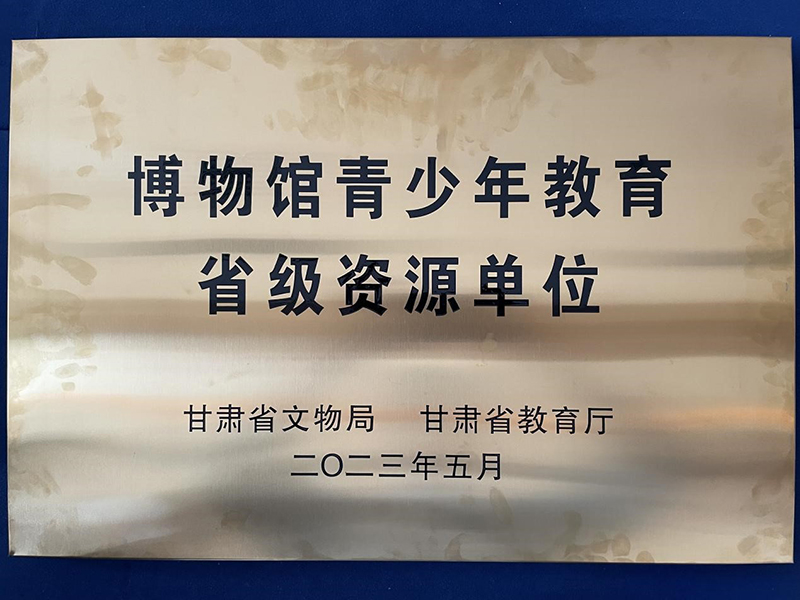 博物馆青少年教育
省级资源单位
甘肃省文物局 甘肃省教育厅
二〇二三年五月